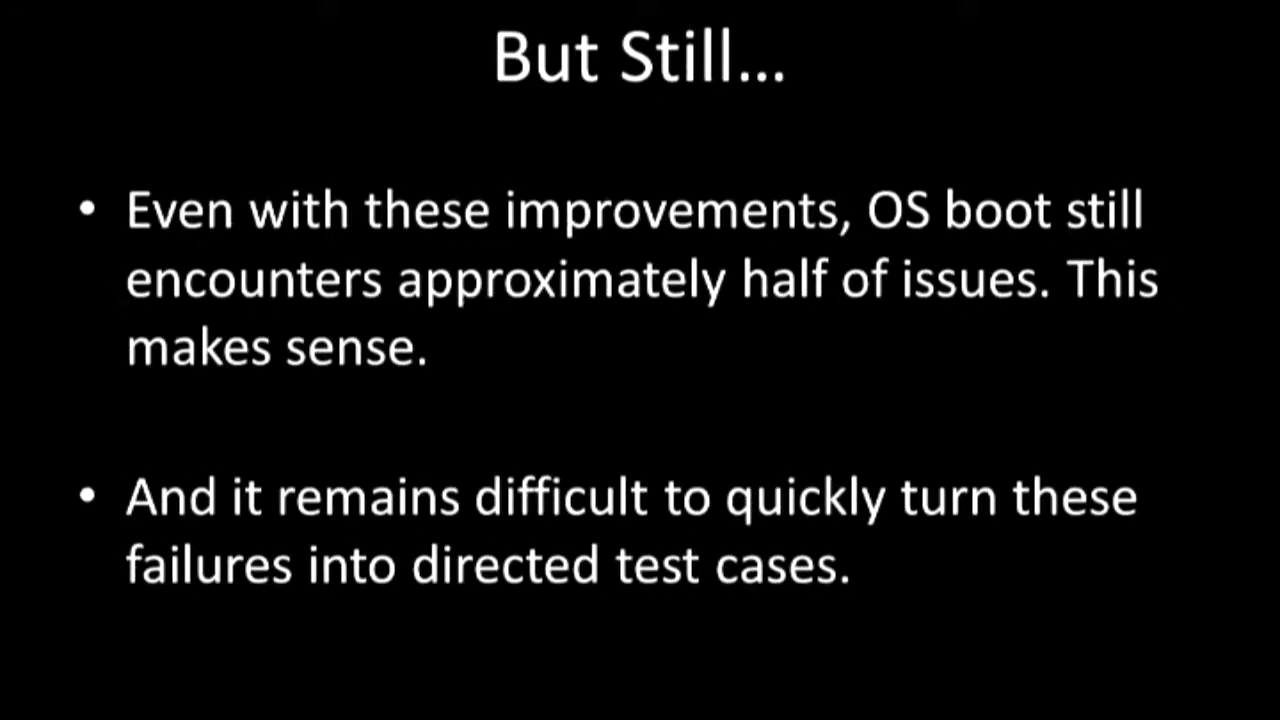 But Still...
• Even with these improvements, OS boot still
encounters approximately half of issues. This
makes sense.
• And it remains difficult to quickly turn these
failures into directed test cases.